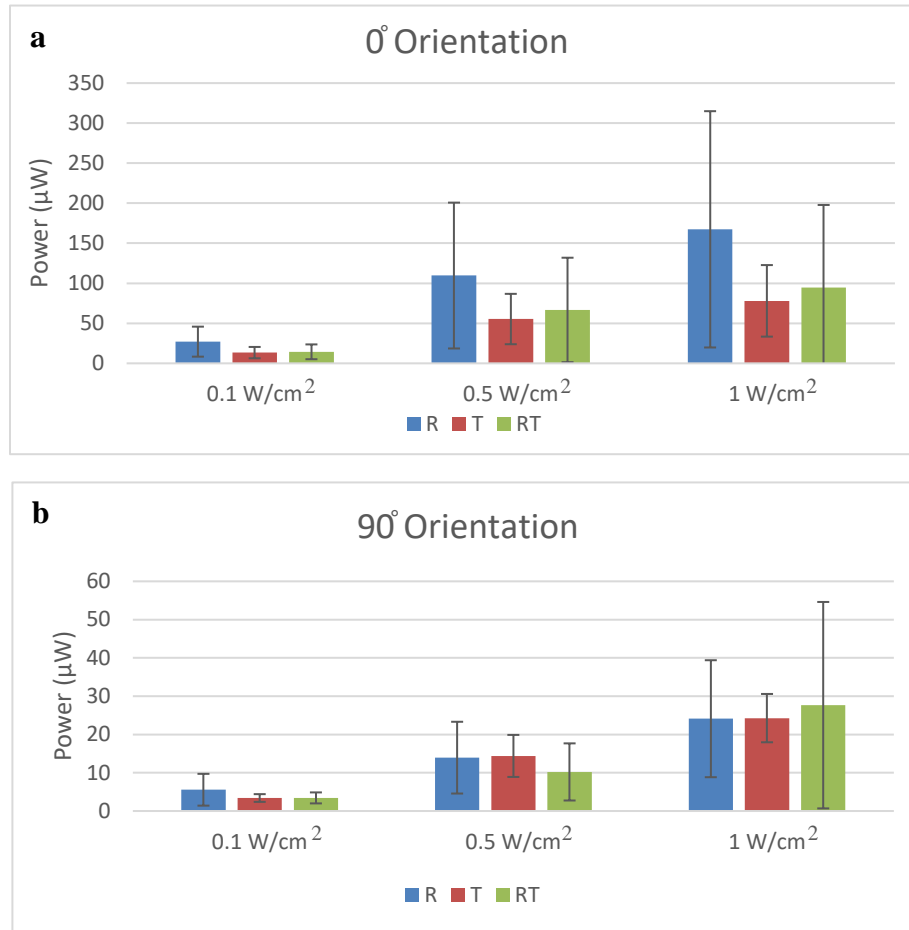 a
0° Orientation
350
300
250
200
150
100
50
0
Power (µW)
0.1 W/cm²
0.5 W/cm²
1 W/cm²
R T RT
b
90° Orientation
60
50
40
30
20
10
0
Power (µW)
0.1 W/cm²
0.5 W/cm²
1 W/cm²
R T RT